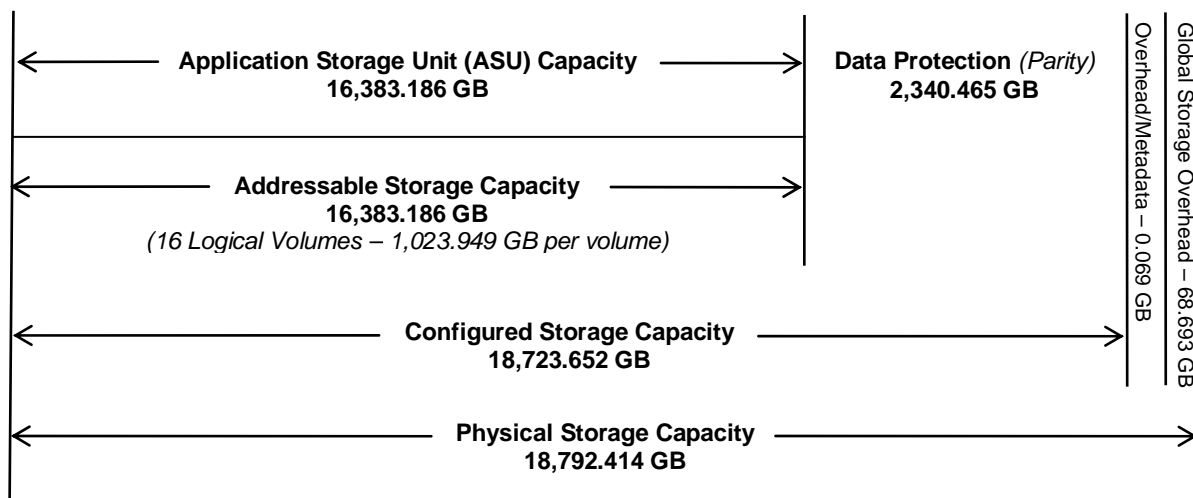 Application Storage Unit (ASU) Capacity
16,383.186 GB
Data Protection (Parity)
2,340.465 GB
Overhead/Metadata – 0.069 GB
Global Storage Overhead – 68.693 GB
Addressable Storage Capacity
16,383.186 GB
(16 Logical Volumes – 1,023.949 GB per volume)
Configured Storage Capacity
18,723.652 GB
Physical Storage Capacity
18,792.414 GB